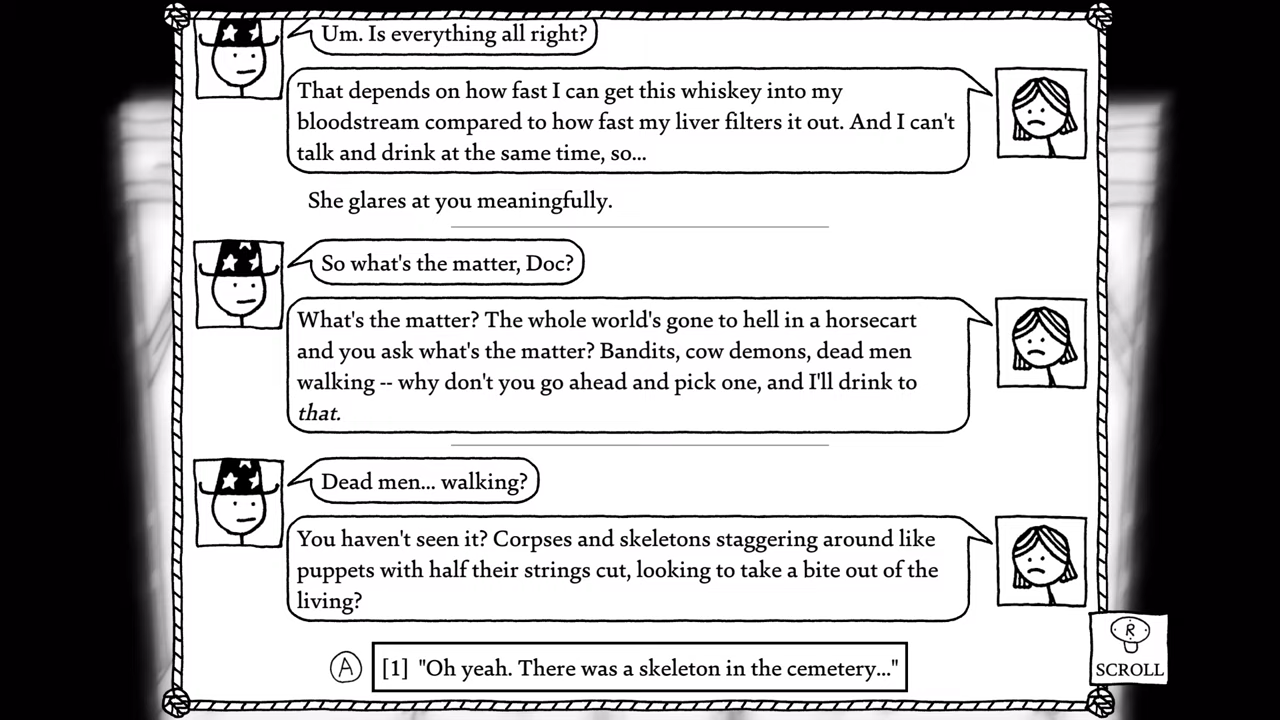 Um. Is everything all right?
That depends on how fast I can get this whiskey into my
bloodstream compared to how fast my liver filters it out. And I can't
talk and drink at the same time, so...
She glares at you meaningfully.
So what's the matter, Doc?
What's the matter? The whole world's gone to hell in a horsecart
and you ask what's the matter? Bandits, cow demons, dead men
walking -- why don't you go ahead and pick one, and I'll drink to
that.
Dead men... walking?
You haven't seen it? Corpses and skeletons staggering around like
puppets with half their strings cut, looking to take a bite out of the
living?
R
SCROLL
A [1] "Oh yeah. There was a skeleton in the cemetery..."